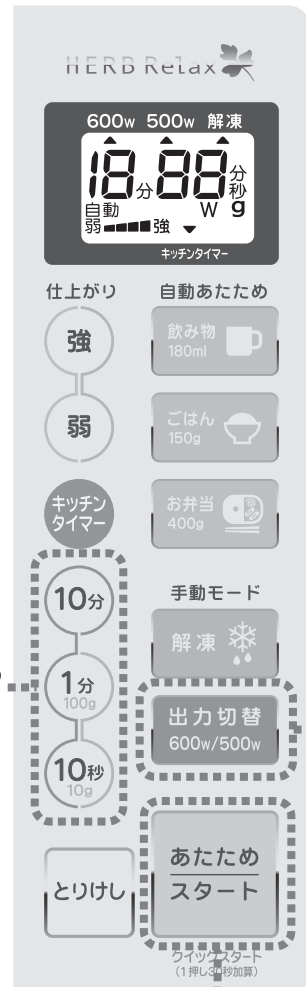 HERB Relax
600w 500w 解凍
18分88分秒
自動 W g
弱 強
キッチンタイマー
仕上がり
自動あたため
強
飲み物
180ml
弱
ごはん
150g
キッチン
タイマー
お弁当
400g
手動モード
10分
解凍
1分
100g
出力切替
600w/500w
10秒
10g
とりけし
あたため
スタート
クイックスタート
(1押し30秒加算)